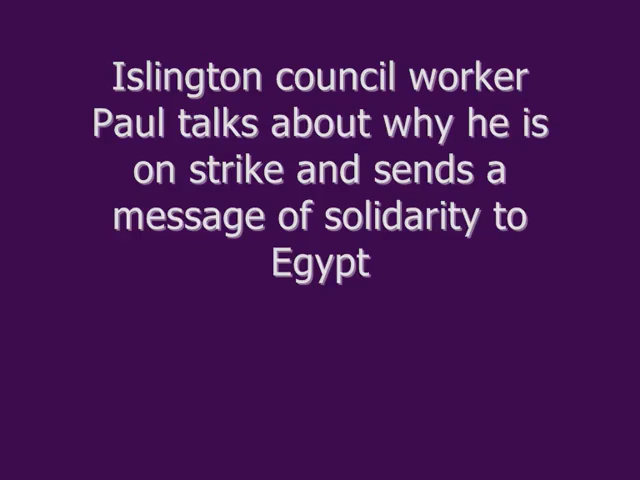 Islington council worker
Paul talks about why he is
on strike and sends a
message of solidarity to
Egypt